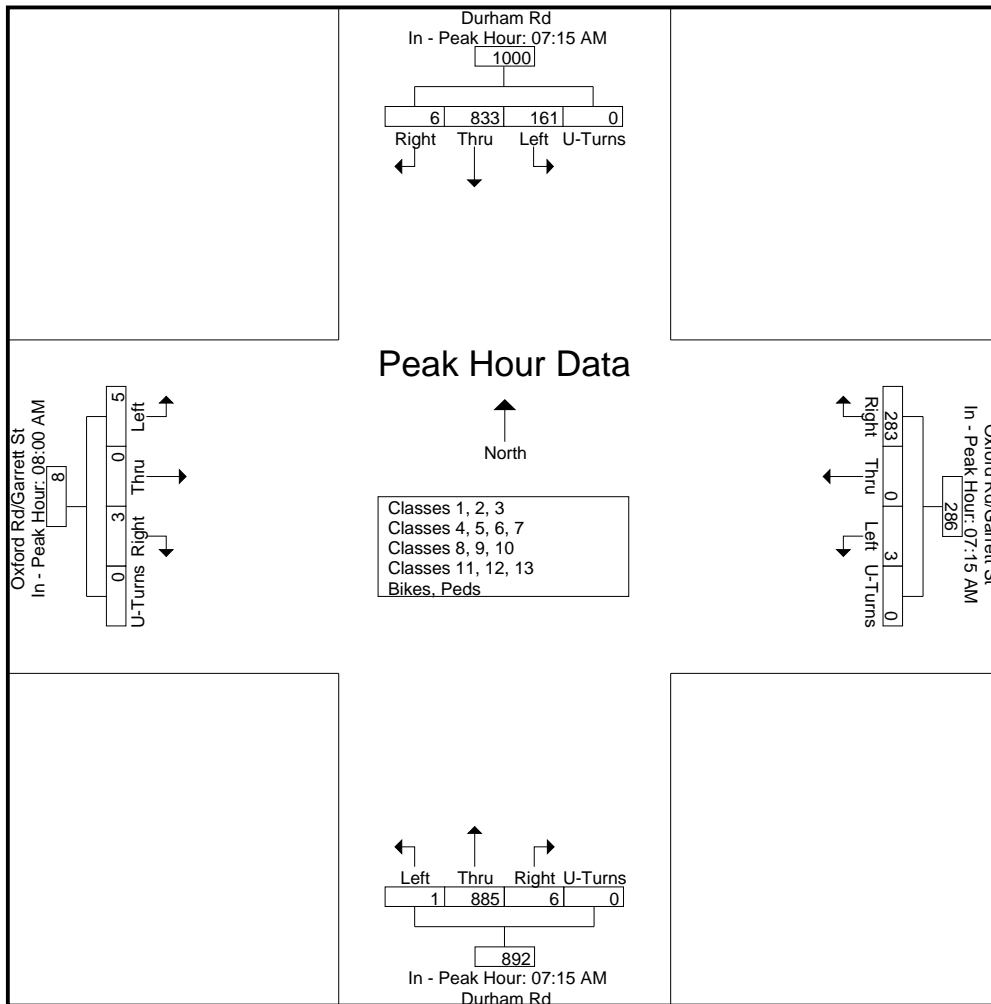 Durham Rd
In - Peak Hour: 07:15 AM
1000
6 833 161 0
Right Thru Left U-Turns
Peak Hour Data
North
Classes 1, 2, 3
Classes 4, 5, 6, 7
Classes 8, 9, 10
Classes 11, 12, 13
Bikes, Peds
Oxford Rd/Garrett St
In - Peak Hour: 08:00 AM
8
5 0 3 0
Left Thru Right U-Turns
Oxford Rd/Garrett St
In - Peak Hour: 07:15 AM
286
283 0 3 0
Right Thru Left U-Turns
Left Thru Right U-Turns
1 885 6 0
892
In - Peak Hour: 07:15 AM
Durham Rd